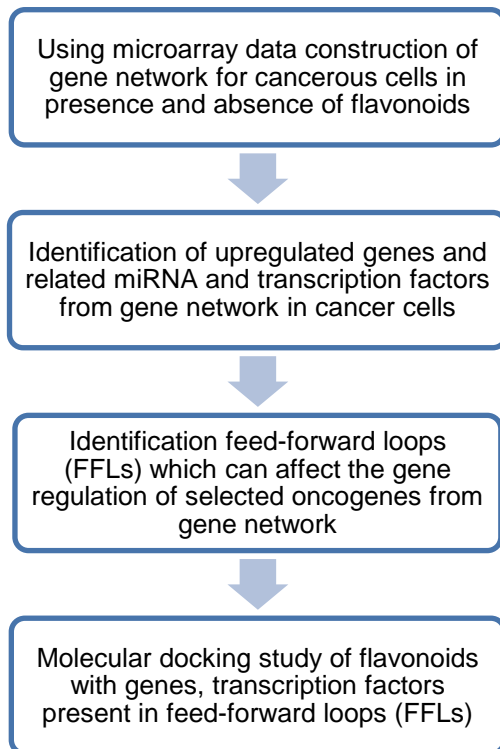 Using microarray data construction of
gene network for cancerous cells in
presence and absence of flavonoids
Identification of upregulated genes and
related miRNA and transcription factors
from gene network in cancer cells
Identification feed-forward loops
(FFLs) which can affect the gene
regulation of selected oncogenes from
gene network
Molecular docking study of flavonoids
with genes, transcription factors
present in feed-forward loops (FFLs)